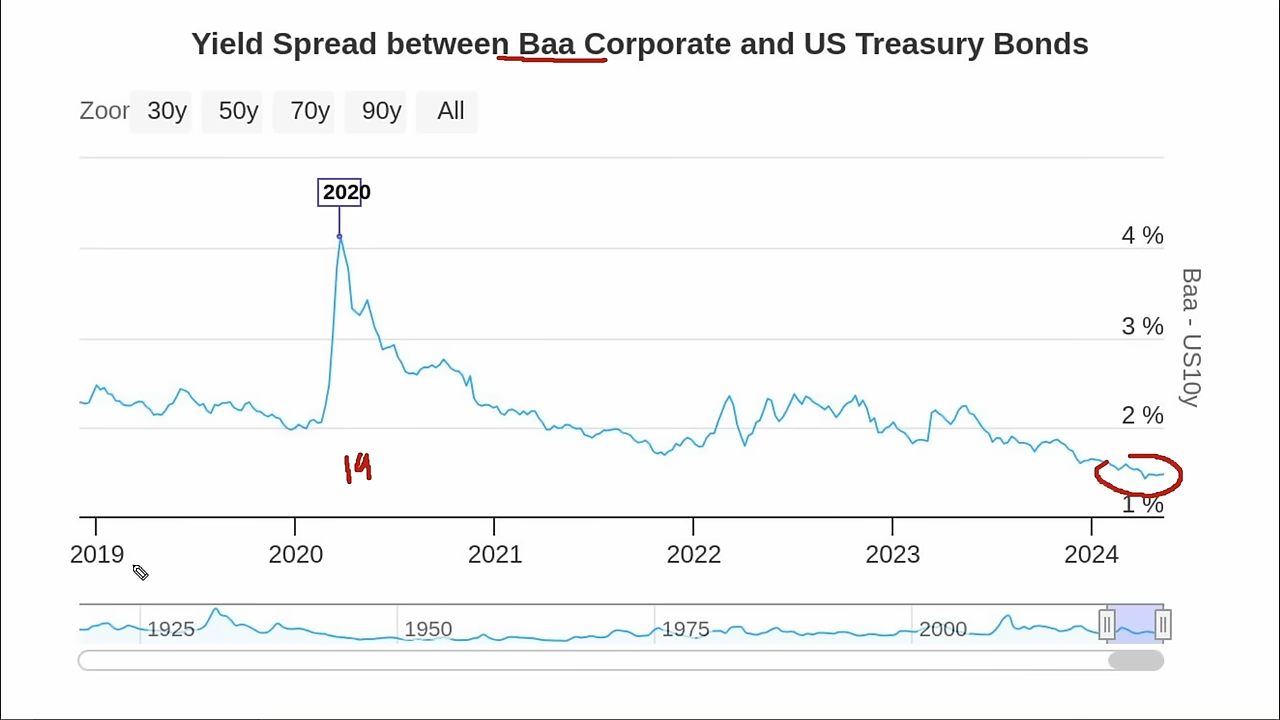 Yield Spread between Baa Corporate and US Treasury Bonds
Zoor 30y 50y 70y 90y All
2020
4 %
3 %
2 %
1 %
Baa - US10y
19
2019 2020 2021 2022 2023 2024
1925 1950 1975 2000